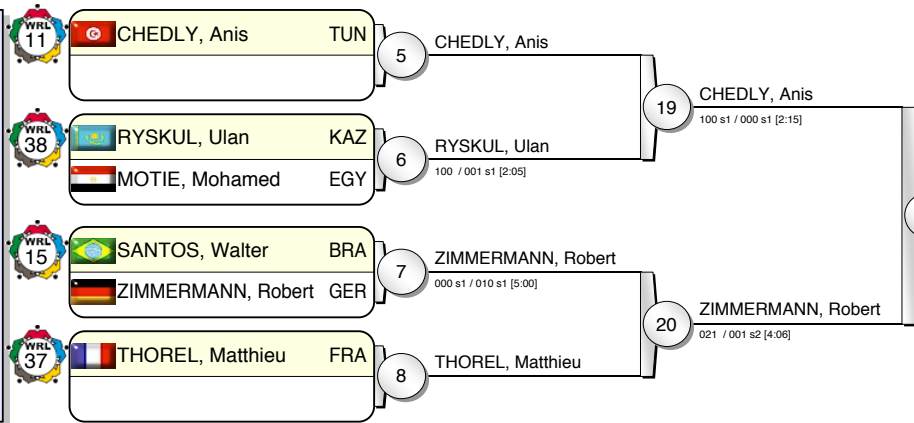 WRL
11
CHEDLY, Anis TUN
5
CHEDLY, Anis
WRL
38
RYSKUL, Ulan KAZ
MOTIE, Mohamed EGY
6
RYSKUL, Ulan
100 / 001 s1 [2:05]
19
CHEDLY, Anis
100 s1 / 000 s1 [2:15]
WRL
15
SANTOS, Walter BRA
ZIMMERMANN, Robert GER
7
ZIMMERMANN, Robert
000 s1 / 010 s1 [5:00]
WRL
37
THOREL, Matthieu FRA
8
THOREL, Matthieu
20
ZIMMERMANN, Robert
021 / 001 s2 [4:06]